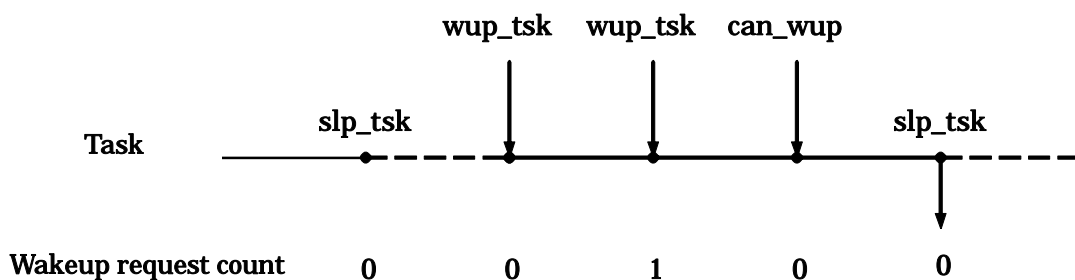 wup_tsk wup_tsk can_wup
slp_tsk slp_tsk
Task
Wakeup request count 0 0 1 0 0